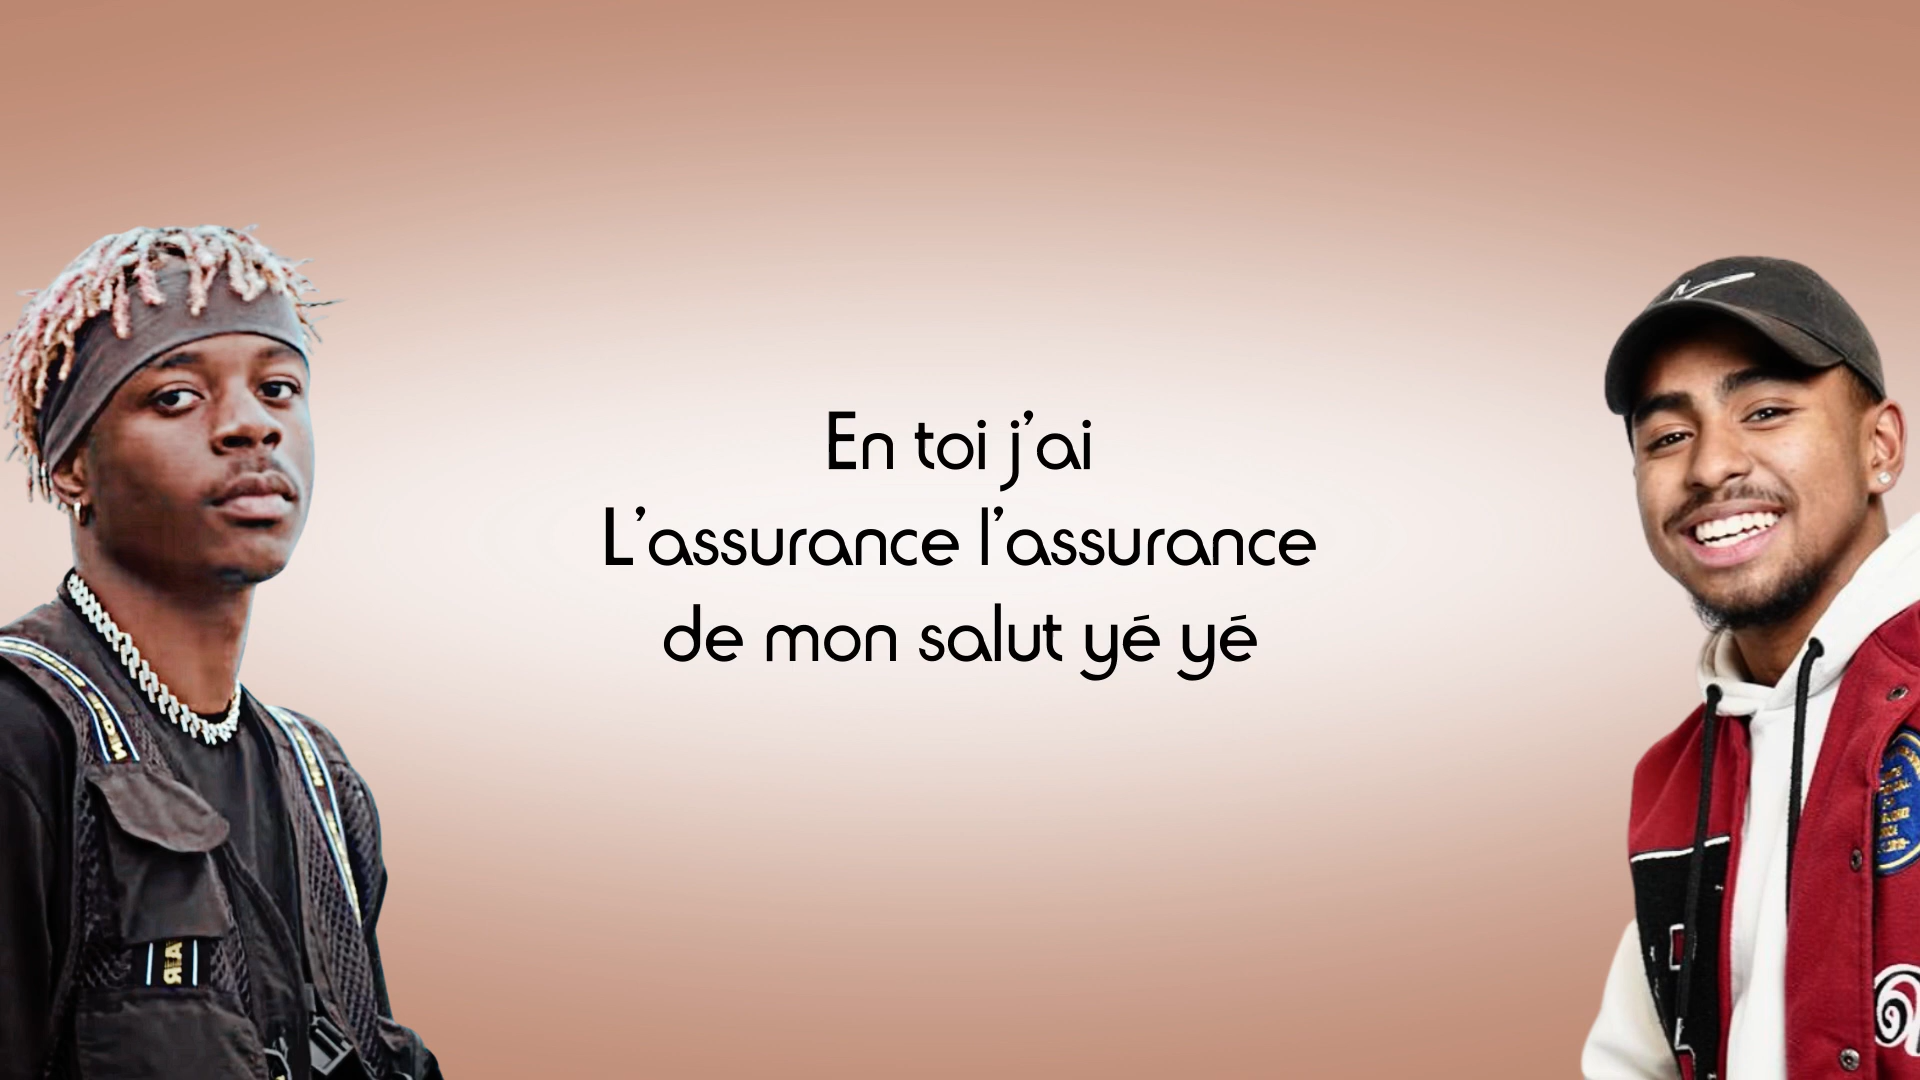 En toi j'ai
L'assurance l'assurance
de mon salut yé yé